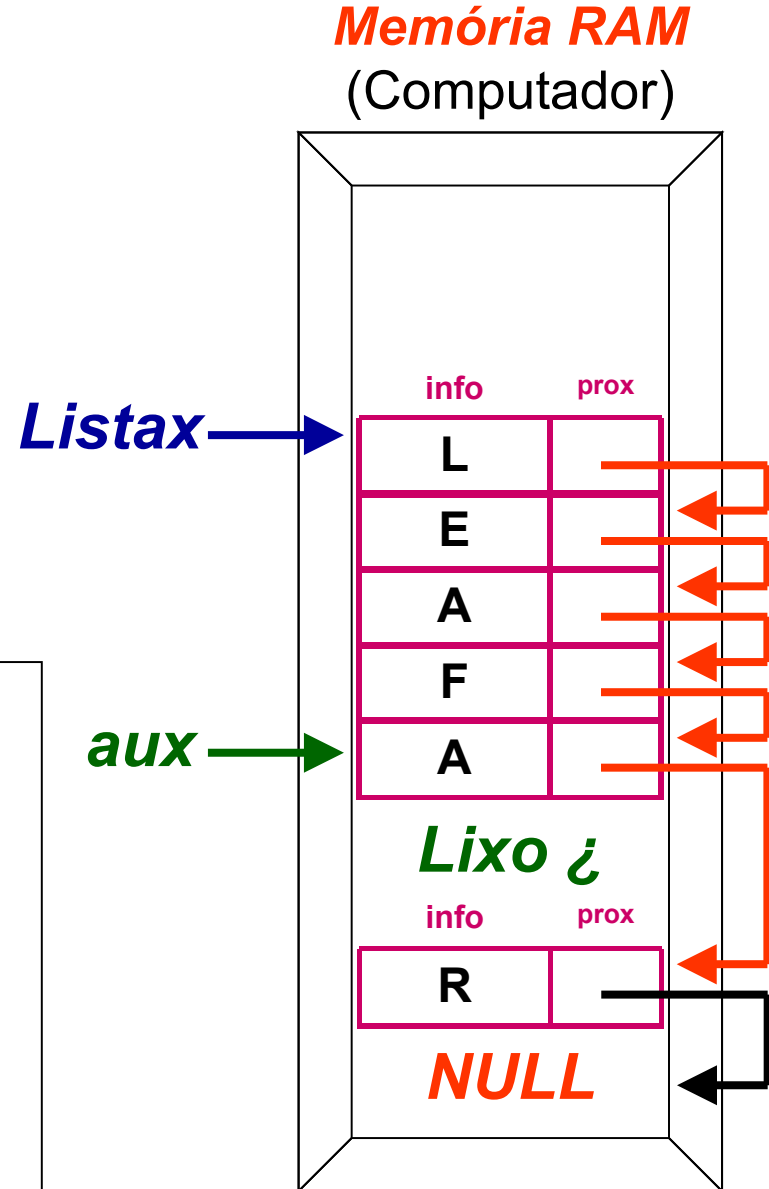 Memória RAM
(Computador)
info prox
Listax
L
E
A
F
aux
A
Lixo ¿
info prox
R
NULL